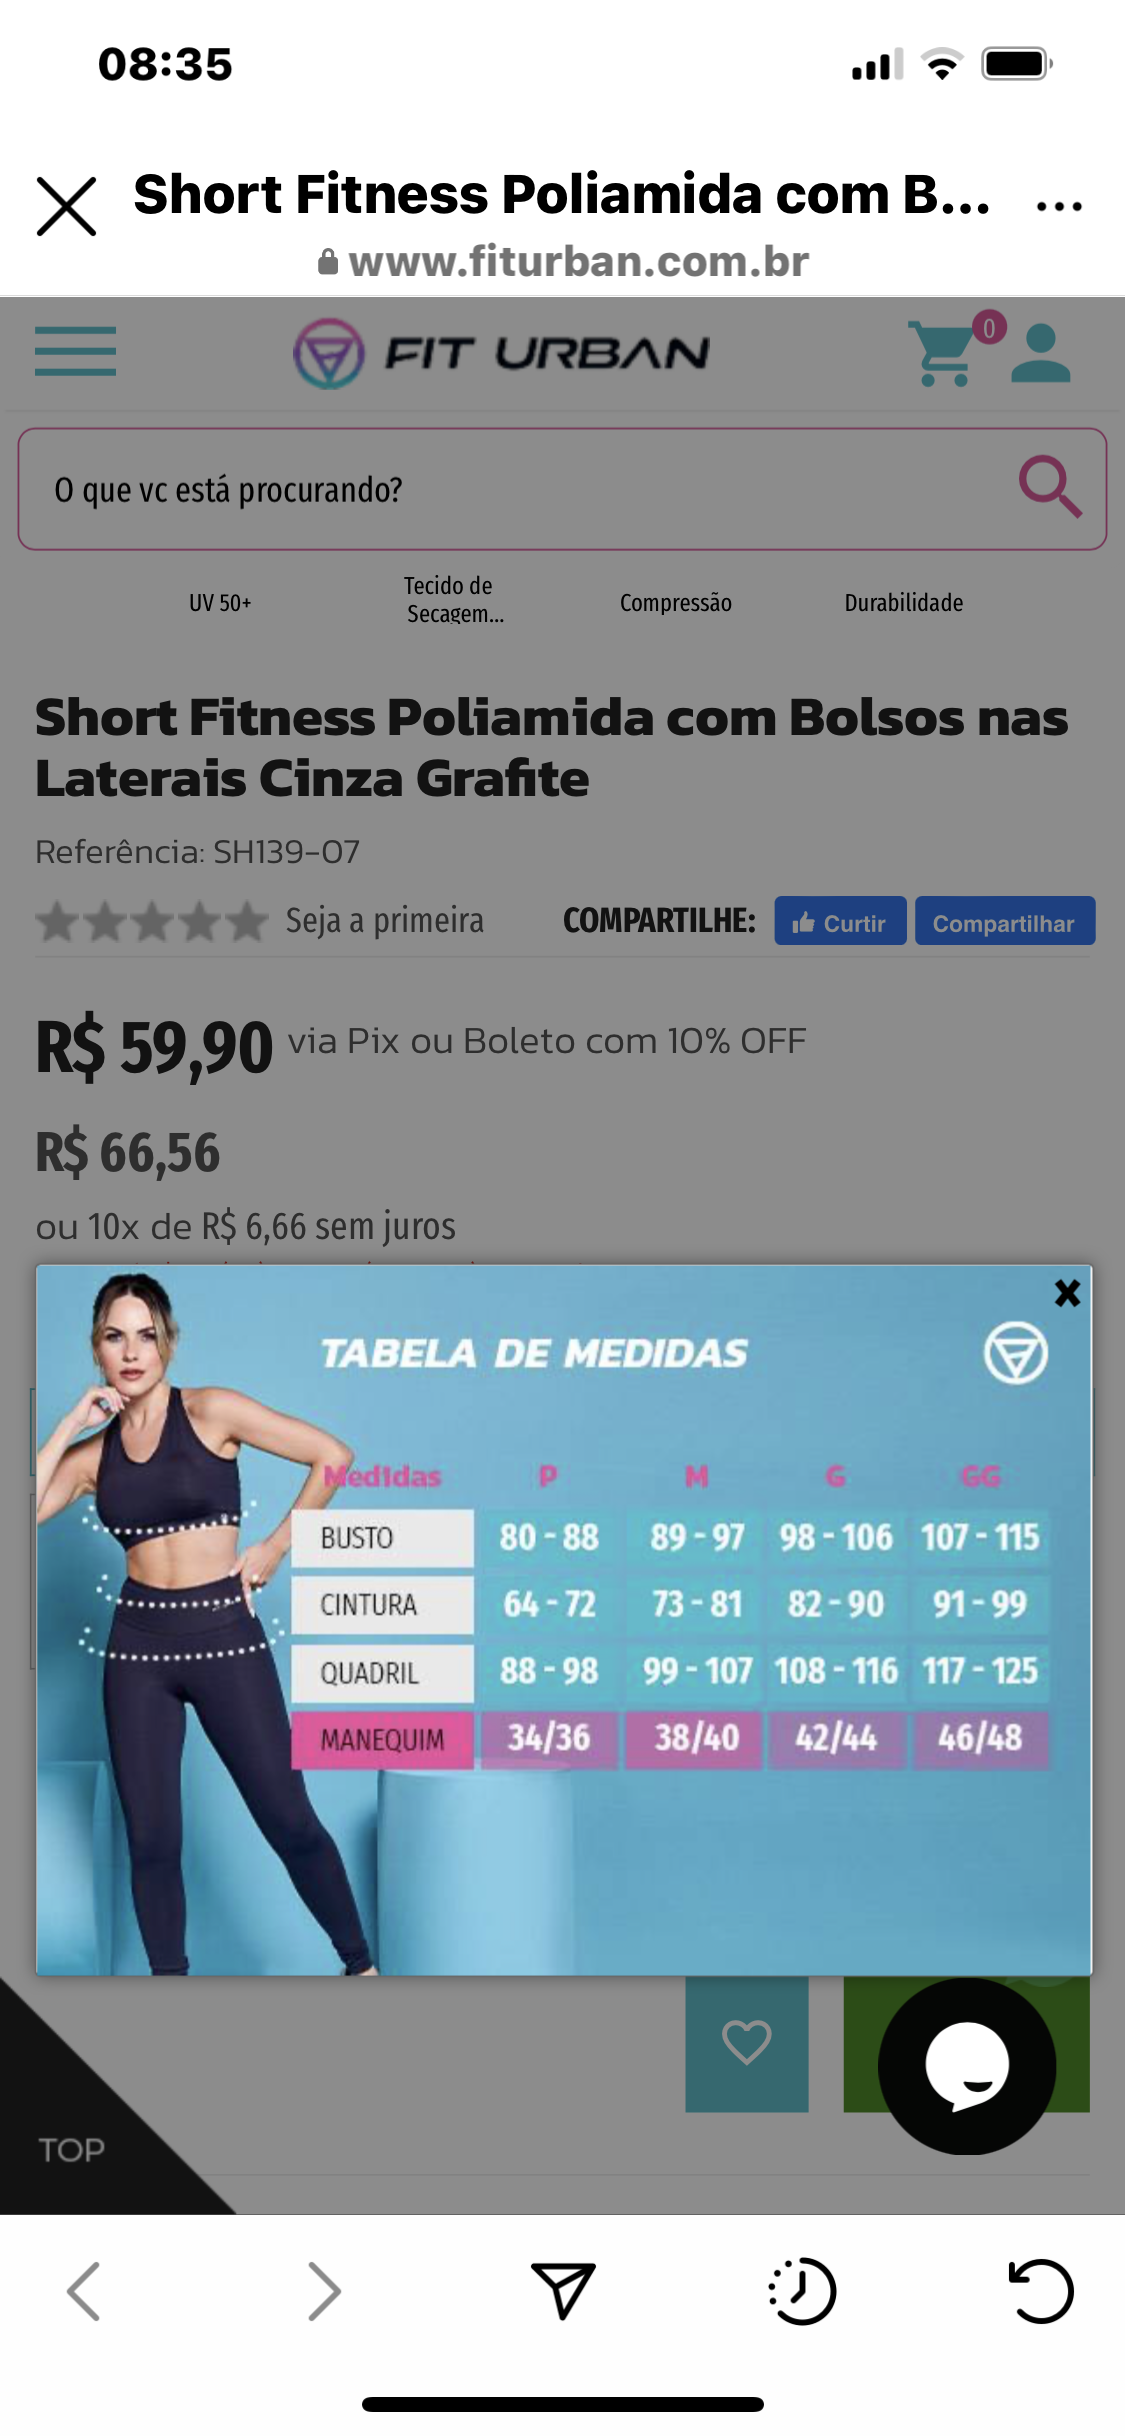 08:35
Short Fitness Poliamida com B...
www.fiturban.com.br
FIT URBAN
0
O que vc está procurando?
UV 50+
Tecido de
Secagem...
Compressão
Durabilidade
Short Fitness Poliamida com Bolsos nas
Laterais Cinza Grafite
Referência: SH139-07
Seja a primeira COMPARTILHE: Curtir Compartilhar
R$ 59,90 via Pix ou Boleto com 10% OFF
R$ 66,56
ou 10x de R$ 6,66 sem juros
TABELA DE MEDIDAS
Medidas P M G GG
BUSTO 80 - 88 89 - 97 98 - 106 107 - 115
CINTURA 64 - 72 73 - 81 82 - 90 91 - 99
QUADRIL 88 - 98 99 - 107 108 - 116 117 - 125
MANEQUIM 34/36 38/40 42/44 46/48
TOP